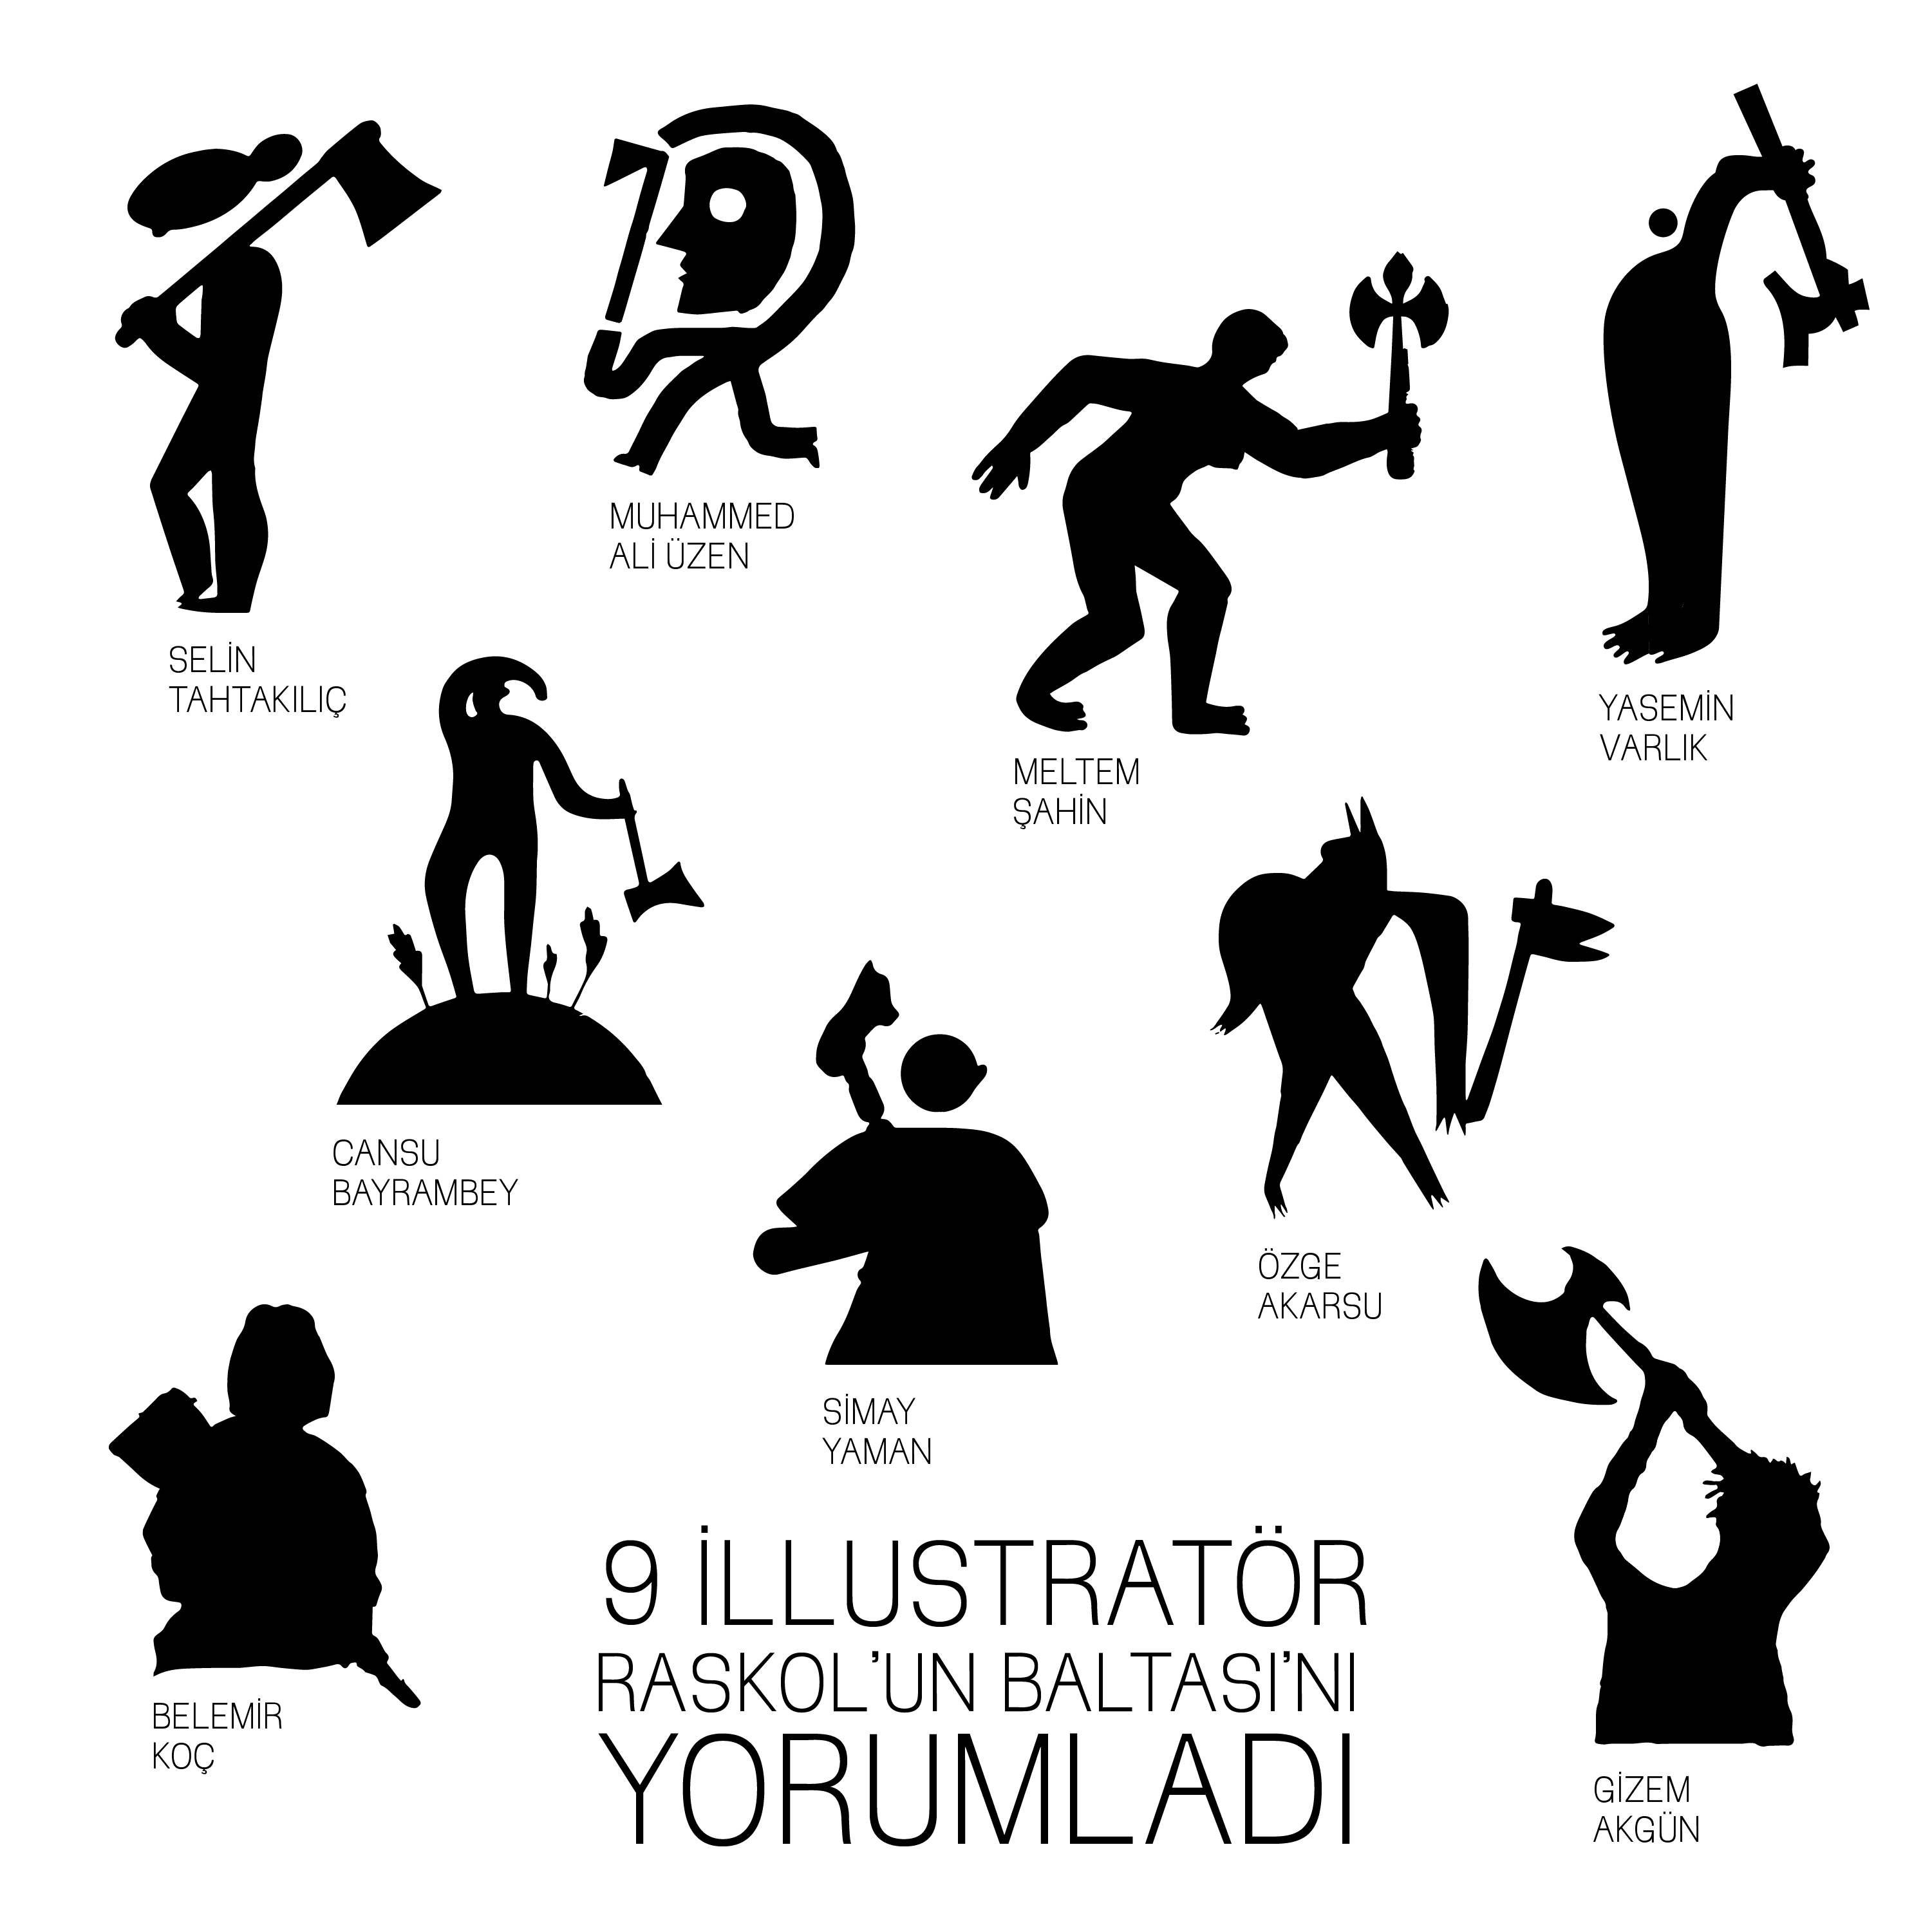 MUHAMMED
ALİ ÜZEN
SELİN
TAHTAKILIÇ
YASEMİN
VARLIK
MELTEM
ŞAHİN
CANSU
BAYRAMBEY
ÖZGE
AKARSU
SİMAY
YAMAN
BELEMİR
KOÇ
GİZEM
AKGÜN
9 İLLUSTRATÖR
RASKOL'UN BALTASI'NI
YORUMLADI